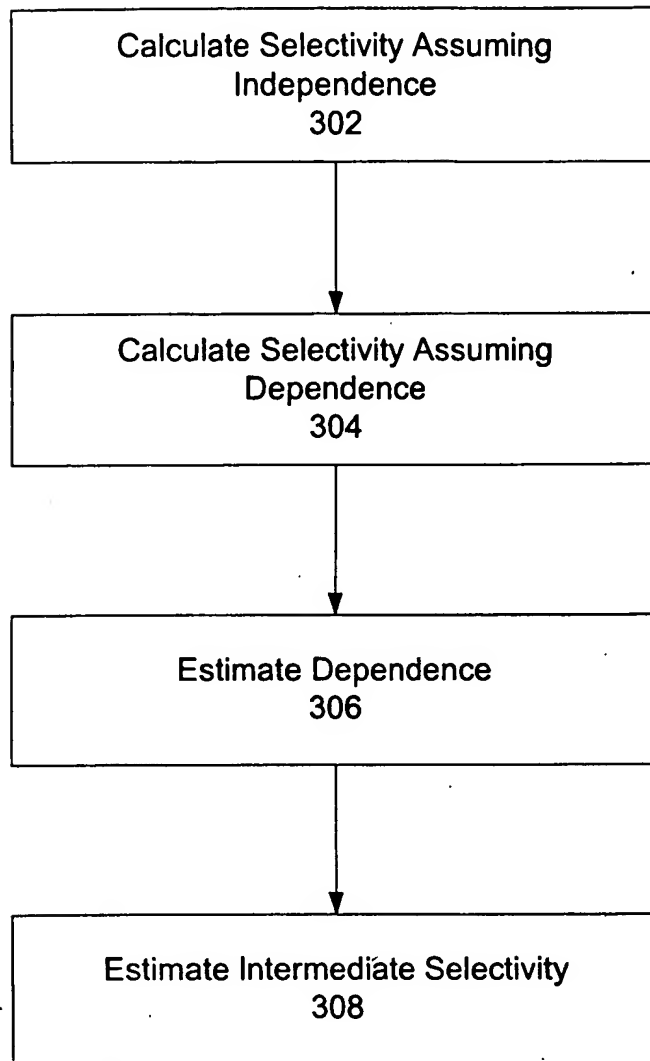 Calculate Selectivity Assuming
Independence
302
Calculate Selectivity Assuming
Dependence
304
Estimate Dependence
306
Estimate Intermediate Selectivity
308